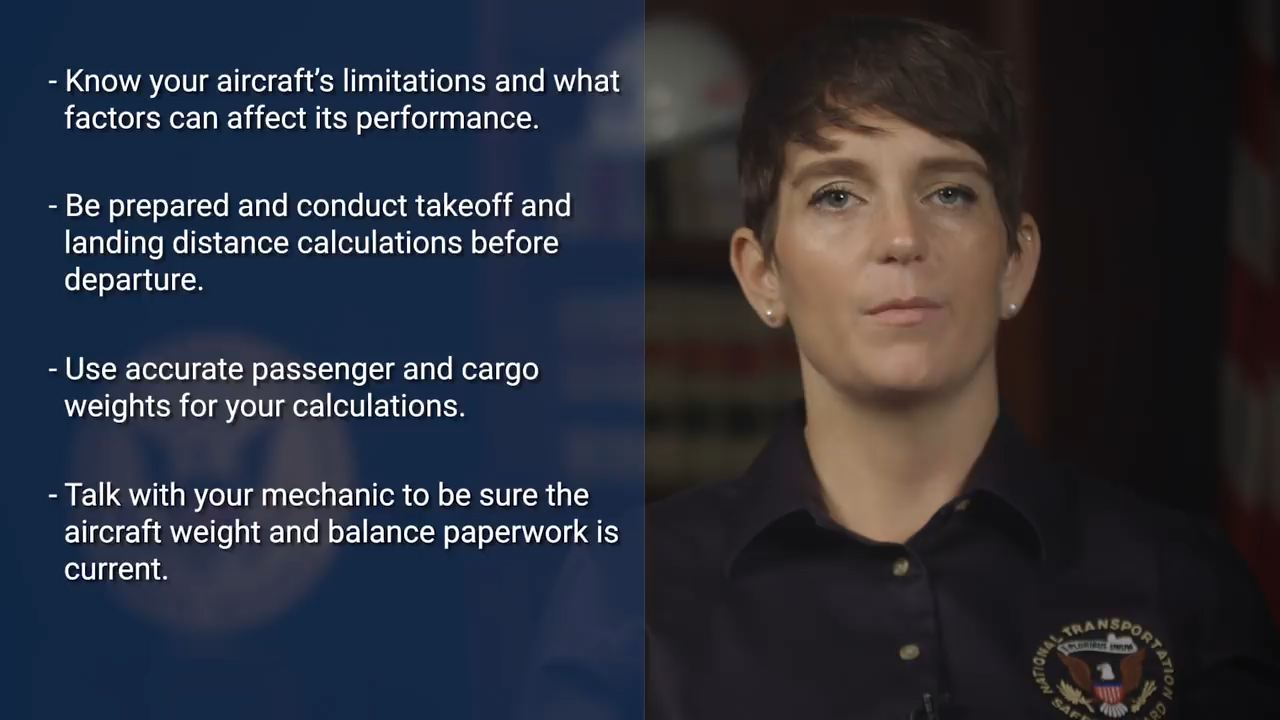 - Know your aircraft’s limitations and what
factors can affect its performance.
- Be prepared and conduct takeoff and
landing distance calculations before
departure.
- Use accurate passenger and cargo
weights for your calculations.
- Talk with your mechanic to be sure the
aircraft weight and balance paperwork is
current.
NATIONAL TRANSPORTATION